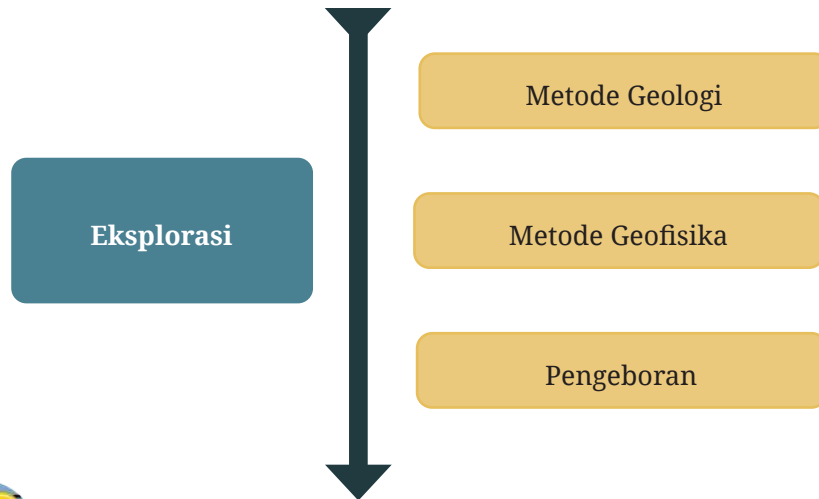 Metode Geologi
Eksplorasi
Metode Geofisika
Pengeboran